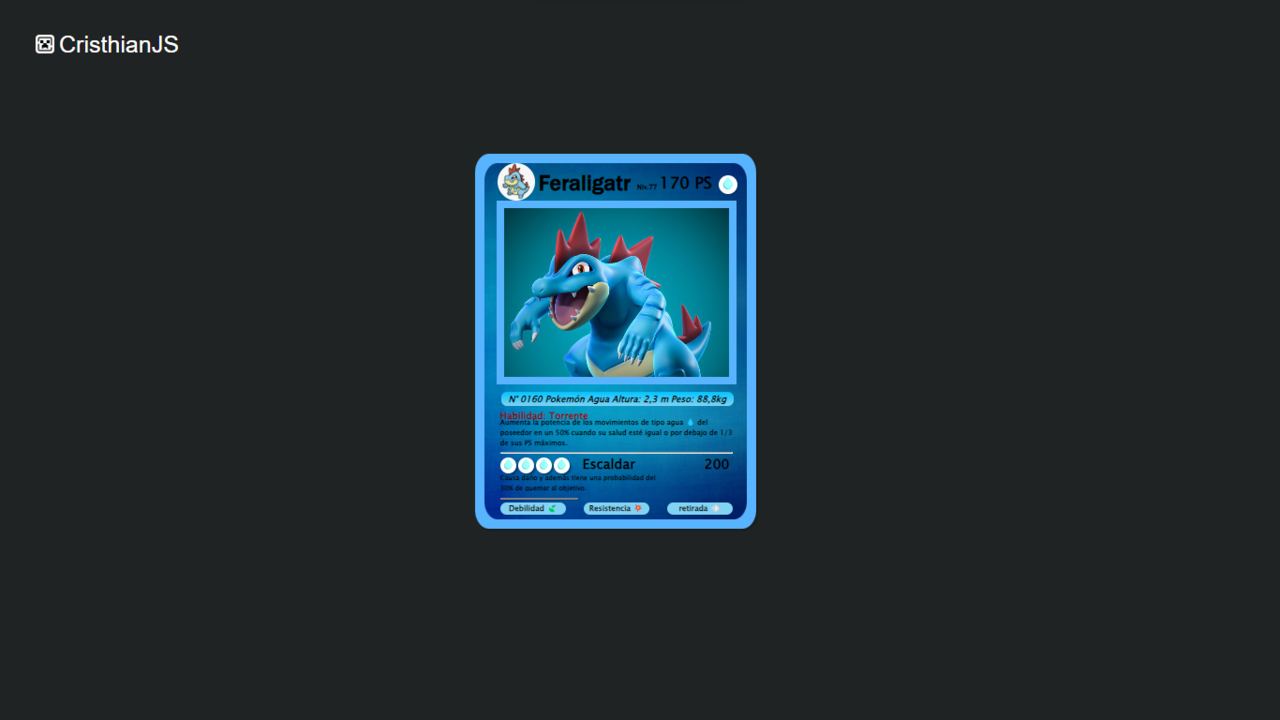 CristhianJS
Feraligatr Niv.77 170 PS
N° 0160 Pokemón Agua Altura: 2,3 m Peso: 88,8kg
Habilidad: Torrente
Aumenta la potencia de los movimientos de tipo agua 💧 del
poseedor en un 50% cuando su salud esté igual o por debajo de 1/3
de sus PS máximos.
Escaldar 200
Causa daño y además tiene una probabilidad del
30% de quemar al objetivo.
Debilidad Resistencia retirada